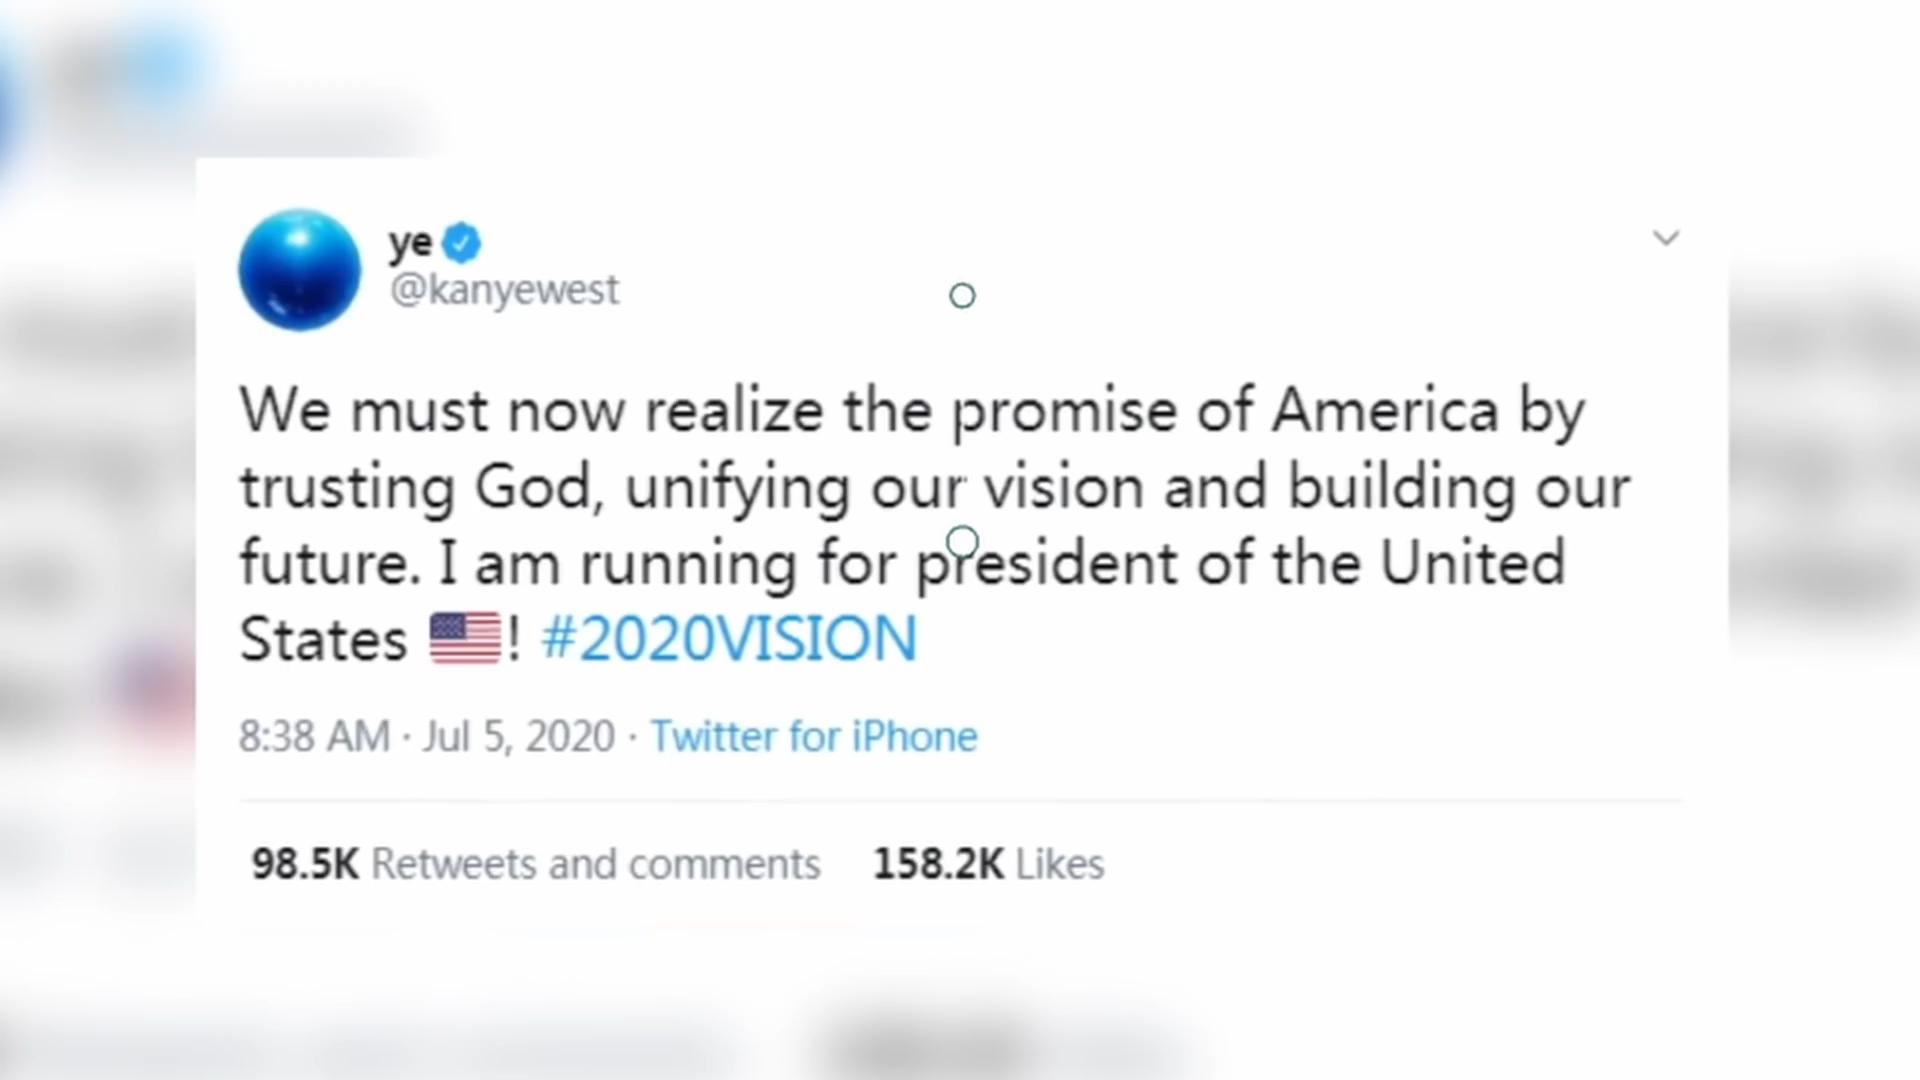 ye
@kanyewest
We must now realize the promise of America by
trusting God, unifying our vision and building our
future. I am running for president of the United
States 🇺🇸! #2020VISION
8:38 AM · Jul 5, 2020 · Twitter for iPhone
98.5K Retweets and comments 158.2K Likes